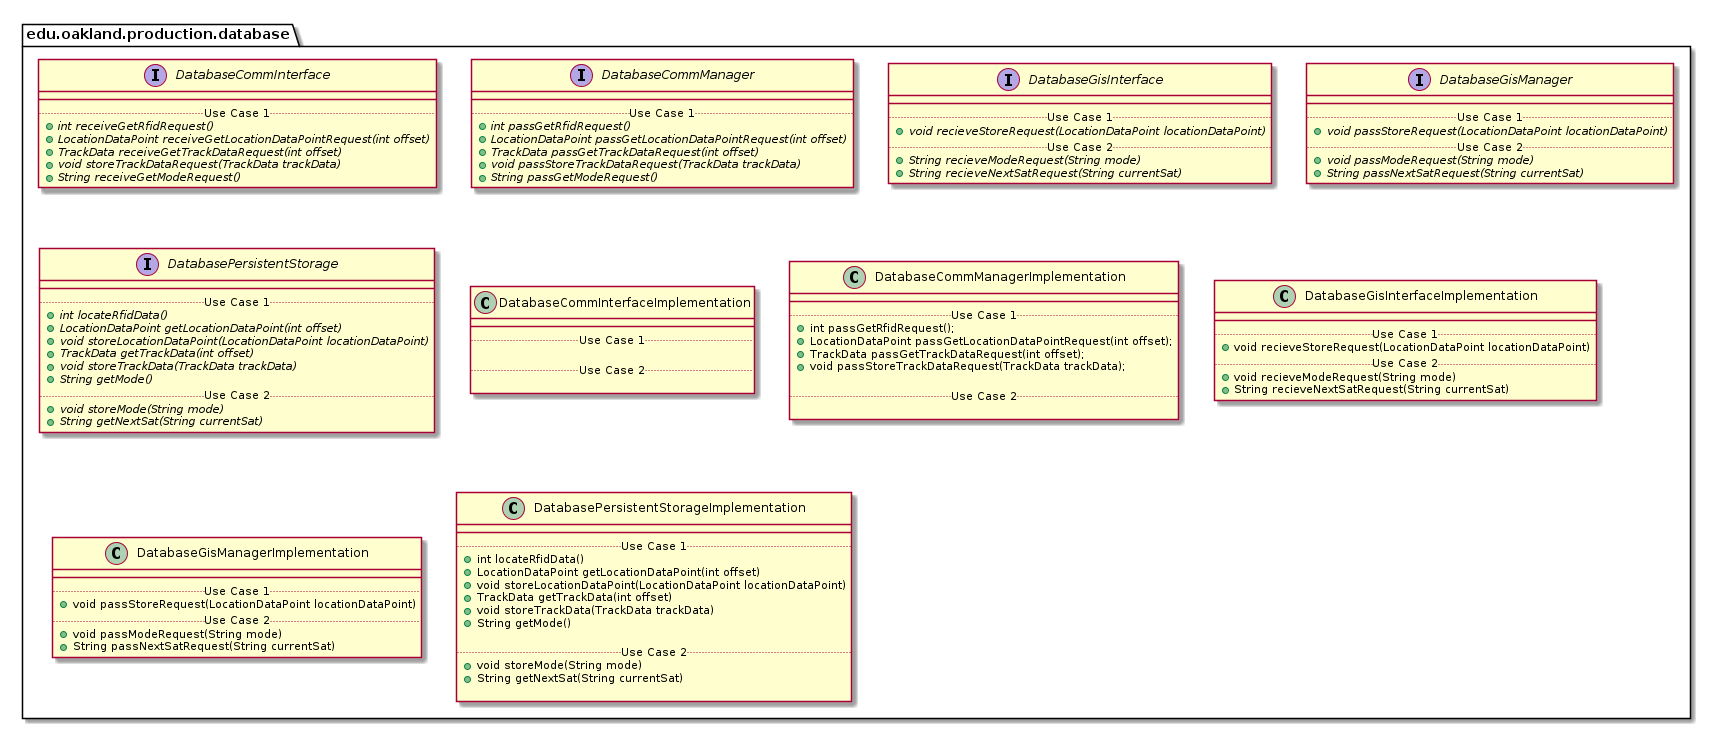 edu.oakland.production.database
I DatabaseCommInterface
Use Case 1
int receiveGetRfidRequest()
LocationDataPoint receiveGetLocationDataPointRequest(int offset)
TrackData receiveGetTrackDataRequest(int offset)
void storeTrackDataRequest(TrackData trackData)
String receiveGetModeRequest()
I DatabaseCommManager
Use Case 1
int passGetRfidRequest()
LocationDataPoint passGetLocationDataPointRequest(int offset)
TrackData passGetTrackDataRequest(int offset)
void passStoreTrackDataRequest(TrackData trackData)
String passGetModeRequest()
I DatabaseGisInterface
Use Case 1
void recieveStoreRequest(LocationDataPoint locationDataPoint)
Use Case 2
String recieveModeRequest(String mode)
String recieveNextSatRequest(String currentSat)
I DatabaseGisManager
Use Case 1
void passStoreRequest(LocationDataPoint locationDataPoint)
Use Case 2
void passModeRequest(String mode)
String passNextSatRequest(String currentSat)
I DatabasePersistentStorage
Use Case 1
int locateRfidData()
LocationDataPoint getLocationDataPoint(int offset)
void storeLocationDataPoint(LocationDataPoint locationDataPoint)
TrackData getTrackData(int offset)
void storeTrackData(TrackData trackData)
String getMode()
Use Case 2
void storeMode(String mode)
String getNextSat(String currentSat)
C DatabaseCommInterfaceImplementation
Use Case 1
Use Case 2
C DatabaseCommManagerImplementation
Use Case 1
int passGetRfidRequest();
LocationDataPoint passGetLocationDataPointRequest(int offset);
TrackData passGetTrackDataRequest(int offset);
void passStoreTrackDataRequest(TrackData trackData);
Use Case 2
C DatabaseGisInterfaceImplementation
Use Case 1
void recieveStoreRequest(LocationDataPoint locationDataPoint)
Use Case 2
void recieveModeRequest(String mode)
String recieveNextSatRequest(String currentSat)
C DatabaseGisManagerImplementation
Use Case 1
void passStoreRequest(LocationDataPoint locationDataPoint)
Use Case 2
void passModeRequest(String mode)
String passNextSatRequest(String currentSat)
C DatabasePersistentStorageImplementation
Use Case 1
int locateRfidData()
LocationDataPoint getLocationDataPoint(int offset)
void storeLocationDataPoint(LocationDataPoint locationDataPoint)
TrackData getTrackData(int offset)
void storeTrackData(TrackData trackData)
String getMode()
Use Case 2
void storeMode(String mode)
String getNextSat(String currentSat)